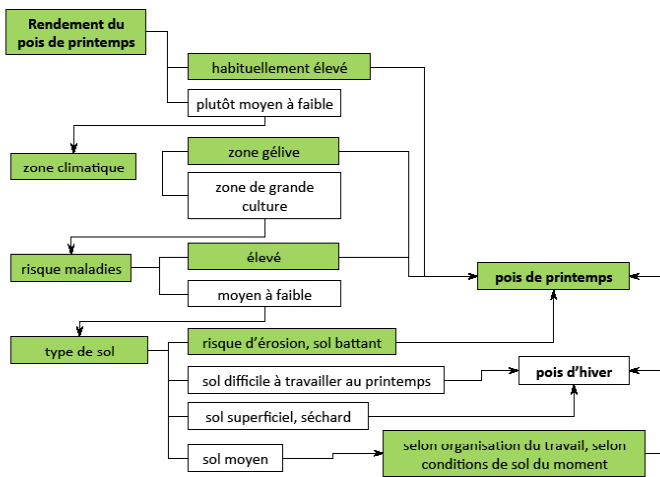 Rendement du
pois de printemps
habituellement élevé
plutôt moyen à faible
zone climatique
zone gélive
zone de grande
culture
risque maladies
élevé
moyen à faible
pois de printemps
type de sol
risque d’érosion, sol battant
sol difficile à travailler au printemps
pois d’hiver
sol superficiel, séchard
sol moyen
selon organisation du travail, selon
conditions de sol du moment